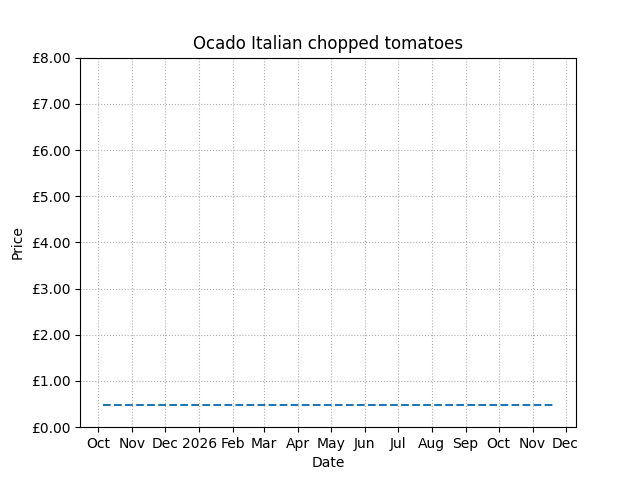 Ocado Italian chopped tomatoes
£8.00
£7.00
£6.00
£5.00
£4.00
£3.00
£2.00
£1.00
£0.00
Price
Oct Nov Dec 2026 Feb Mar Apr May Jun Jul Aug Sep Oct Nov Dec
Date